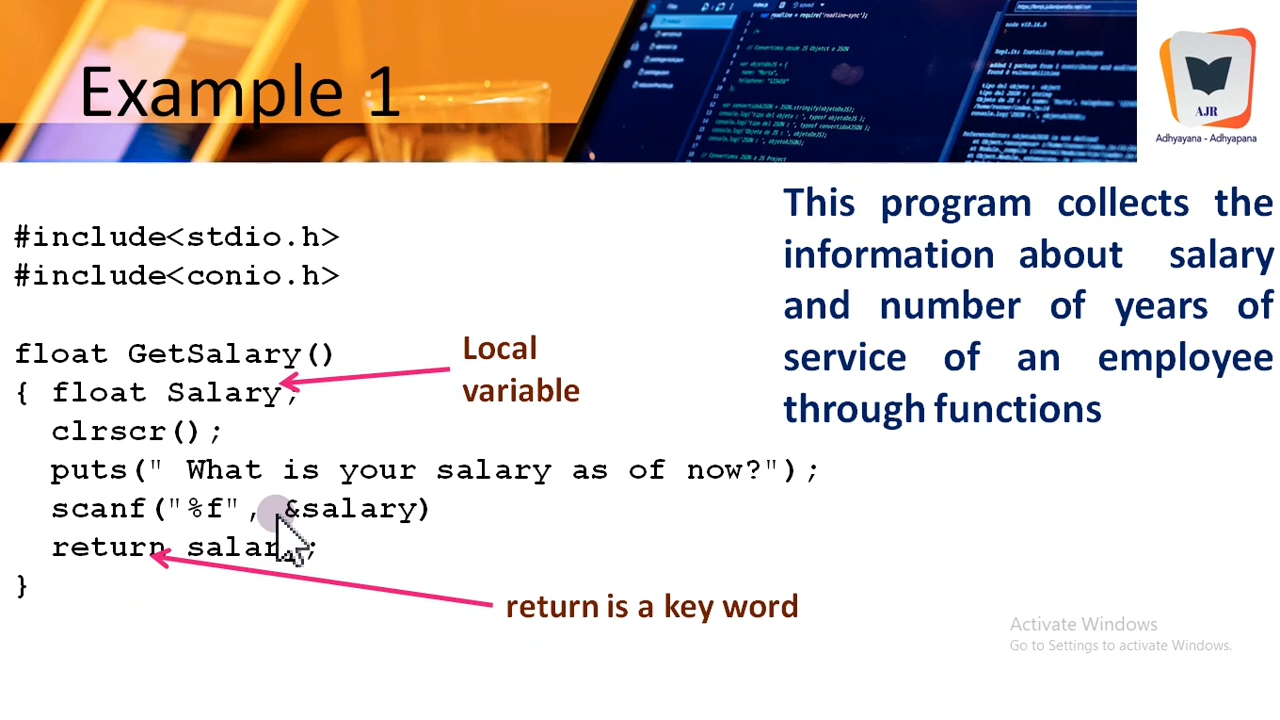 Example 1
AJR
Adhyayana - Adhyapana
This program collects the
information about salary
and number of years of
service of an employee
through functions
#include<stdio.h>
#include<conio.h>
float GetSalary()
{ float Salary;
clrscr();
puts(" What is your salary as of now?");
scanf("%f", &salary)
return salary;
}
Local
variable
return is a key word
Activate Windows
Go to Settings to activate Windows.